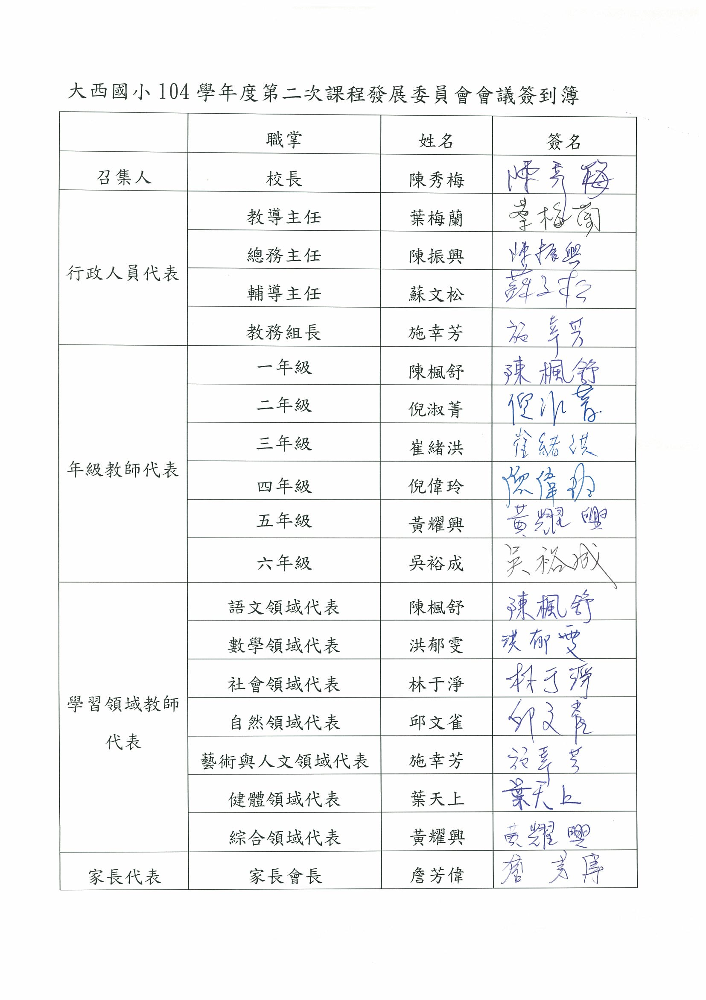 大西國小 104 學年度第二次課程發展委員會會議簽到簿
職掌 姓名 簽名
召集人 校長 陳秀梅 陳秀梅
行政人員代表
教導主任 葉梅蘭 葉梅蘭
總務主任 陳振興 陳振興
輔導主任 蘇文松 蘇文松
教務組長 施幸芳 施幸芳
年級教師代表
一年級 陳楓舒 陳楓舒
二年級 倪淑菁 倪淑菁
三年級 崔緒洪 崔緒洪
四年級 倪偉玲 倪偉玲
五年級 黃耀興 黃耀興
六年級 吳裕成 吳裕成
學習領域教師
代表
語文領域代表 陳楓舒 陳楓舒
數學領域代表 洪郁雯 洪郁雯
社會領域代表 林于淨 林于淨
自然領域代表 邱文雀 邱文雀
藝術與人文領域代表 施幸芳 施幸芳
健體領域代表 葉天上 葉天上
綜合領域代表 黃耀興 黃耀興
家長代表 家長會長 詹芳偉 詹芳偉